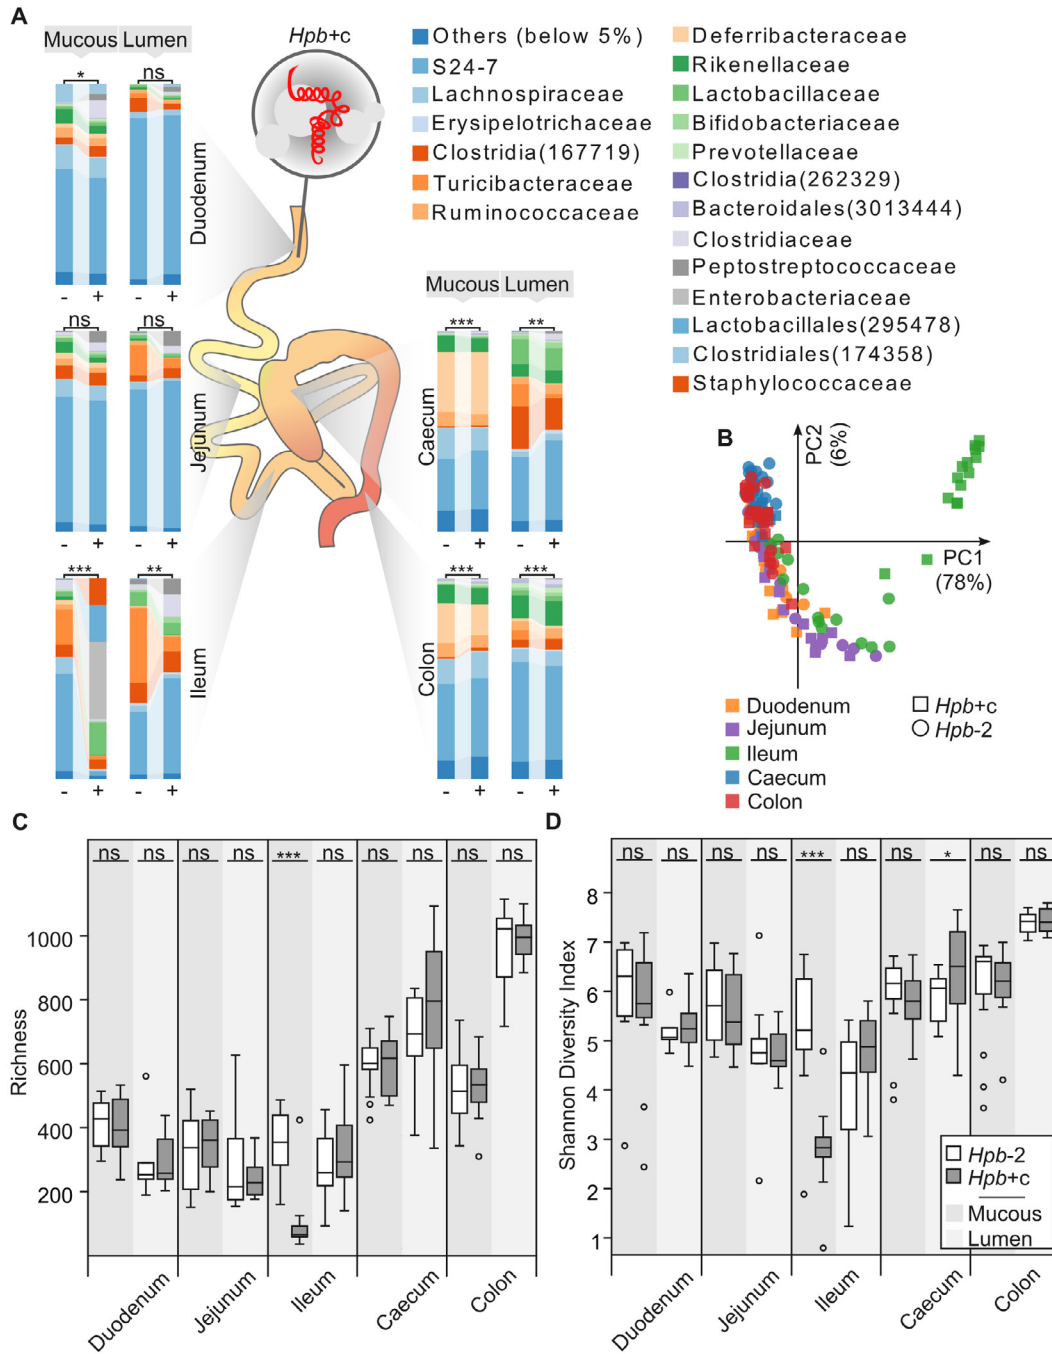 A
Mucous Lumen
Hpb+c
* ns
- + - +
Duodenum
ns ns
- + - +
Jejunum
*** **
- + - +
Ileum
Others (below 5%)
S24-7
Lachnospiraceae
Erysipelotrichaceae
Clostridia(167719)
Turicibacteraceae
Ruminococcaceae
Deferribacteraceae
Rikenellaceae
Lactobacillaceae
Bifidobacteriaceae
Prevotellaceae
Clostridia(262329)
Bacteroidales(3013444)
Clostridiaceae
Peptostreptococcaceae
Enterobacteriaceae
Lactobacillales(295478)
Clostridiales(174358)
Staphylococcaceae
Mucous Lumen
*** **
- + - +
Caecum
*** ***
- + - +
Colon
B
PC2
(6%)
PC1
(78%)
Duodenum
Jejunum
Ileum
Caecum
Colon
Hpb+c
Hpb-2
C
ns ns ns ns *** ns ns ns ns ns
Richness
1000
800
600
400
200
Duodenum
Jejunum
Ileum
Caecum
Colon
D
ns ns ns ns *** ns ns * ns ns
Shannon Diversity Index
8
7
6
5
4
3
2
1
Hpb-2
Hpb+c
Mucous
Lumen
Duodenum
Jejunum
Ileum
Caecum
Colon